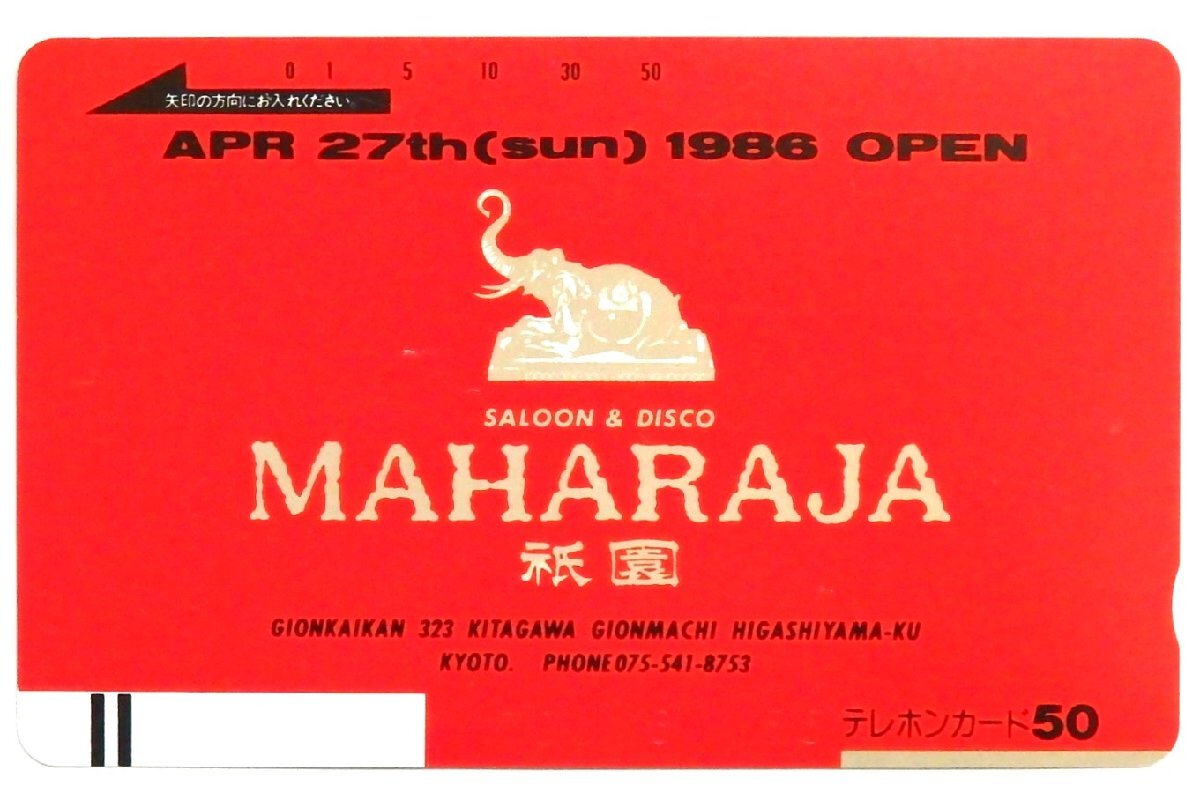 0 1 5 10 30 50
矢印の方向にお入れください
APR 27th(sun) 1986 OPEN
SALOON & DISCO
MAHARAJA
祇園
GIONKAIKAN 323 KITAGAWA GIONMACHI HIGASHIYAMA-KU
KYOTO. PHONE 075-541-8753
テレホンカード50